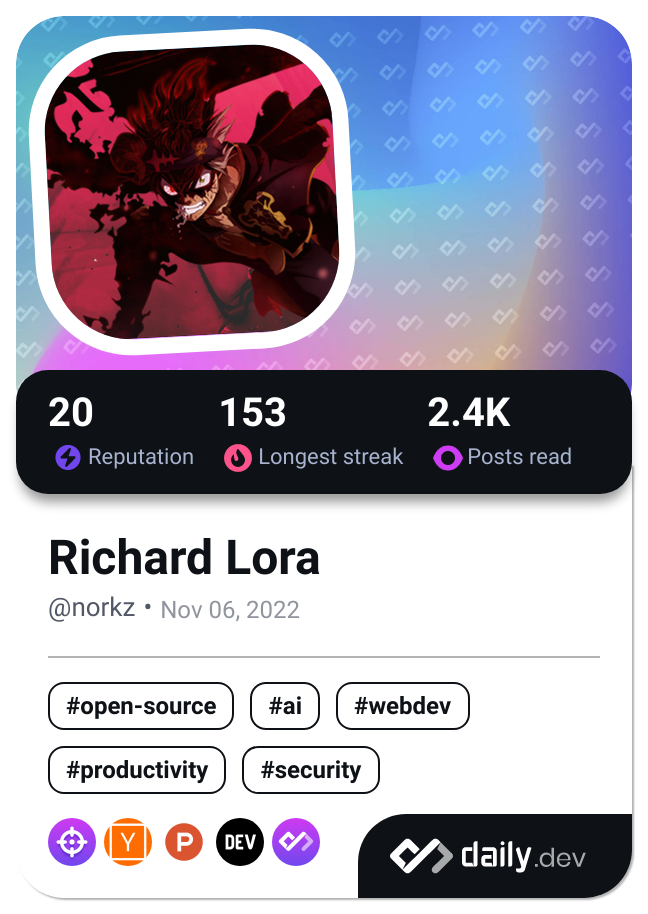 20 153 2.4K
Reputation Longest streak Posts read
Richard Lora
@norkz • Nov 06, 2022
#open-source #ai #webdev
#productivity #security
Y P DEV daily.dev